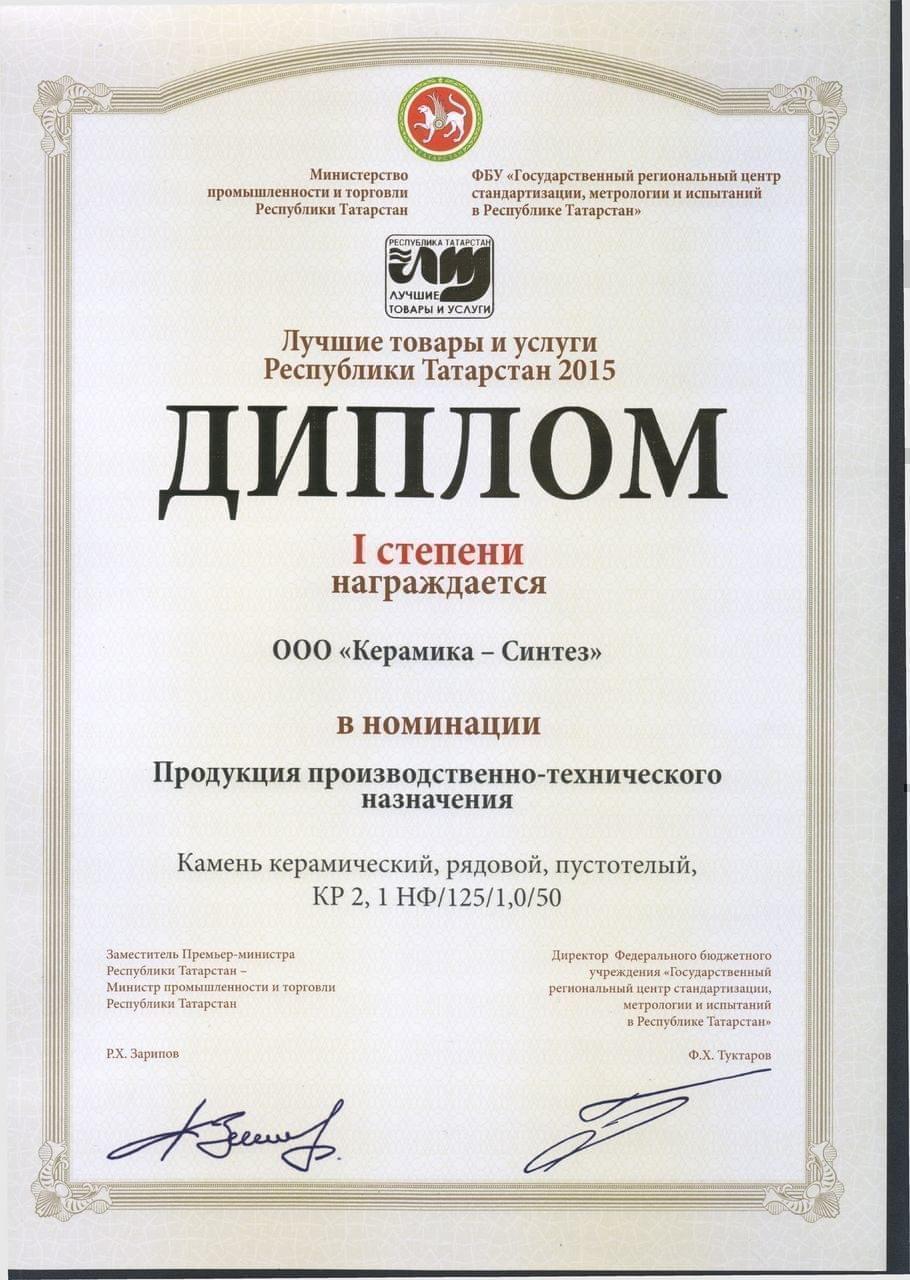 ТАТАРСТАН
Министерство
промышленности и торговли
Республики Татарстан
ФБУ «Государственный региональный центр
стандартизации, метрологии и испытаний
в Республике Татарстан»
РЕСПУБЛИКА ТАТАРСТАН
ЛУЧШИЕ
ТОВАРЫ И УСЛУГИ
Лучшие товары и услуги
Республики Татарстан 2015
ДИПЛОМ
I степени
награждается
ООО «Керамика – Синтез»
в номинации
Продукция производственно-технического
назначения
Камень керамический, рядовой, пустотелый,
КР 2, 1 НФ/125/1,0/50
Заместитель Премьер-министра
Республики Татарстан –
Министр промышленности и торговли
Республики Татарстан
Р.Х. Зарипов
Директор Федерального бюджетного
учреждения «Государственный
региональный центр стандартизации,
метрологии и испытаний
в Республике Татарстан»
Ф.Х. Туктаров